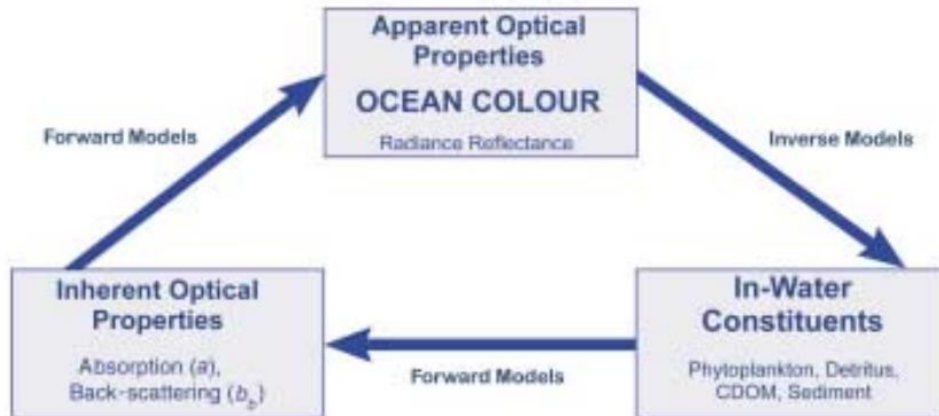 Apparent Optical
Properties
OCEAN COLOUR
Radiance Reflectance
Forward Models
Inverse Models
Inherent Optical
Properties
Absorption (a),
Back-scattering (b_b)
Forward Models
In-Water
Constituents
Phytoplankton, Detritus,
CDOM, Sediment